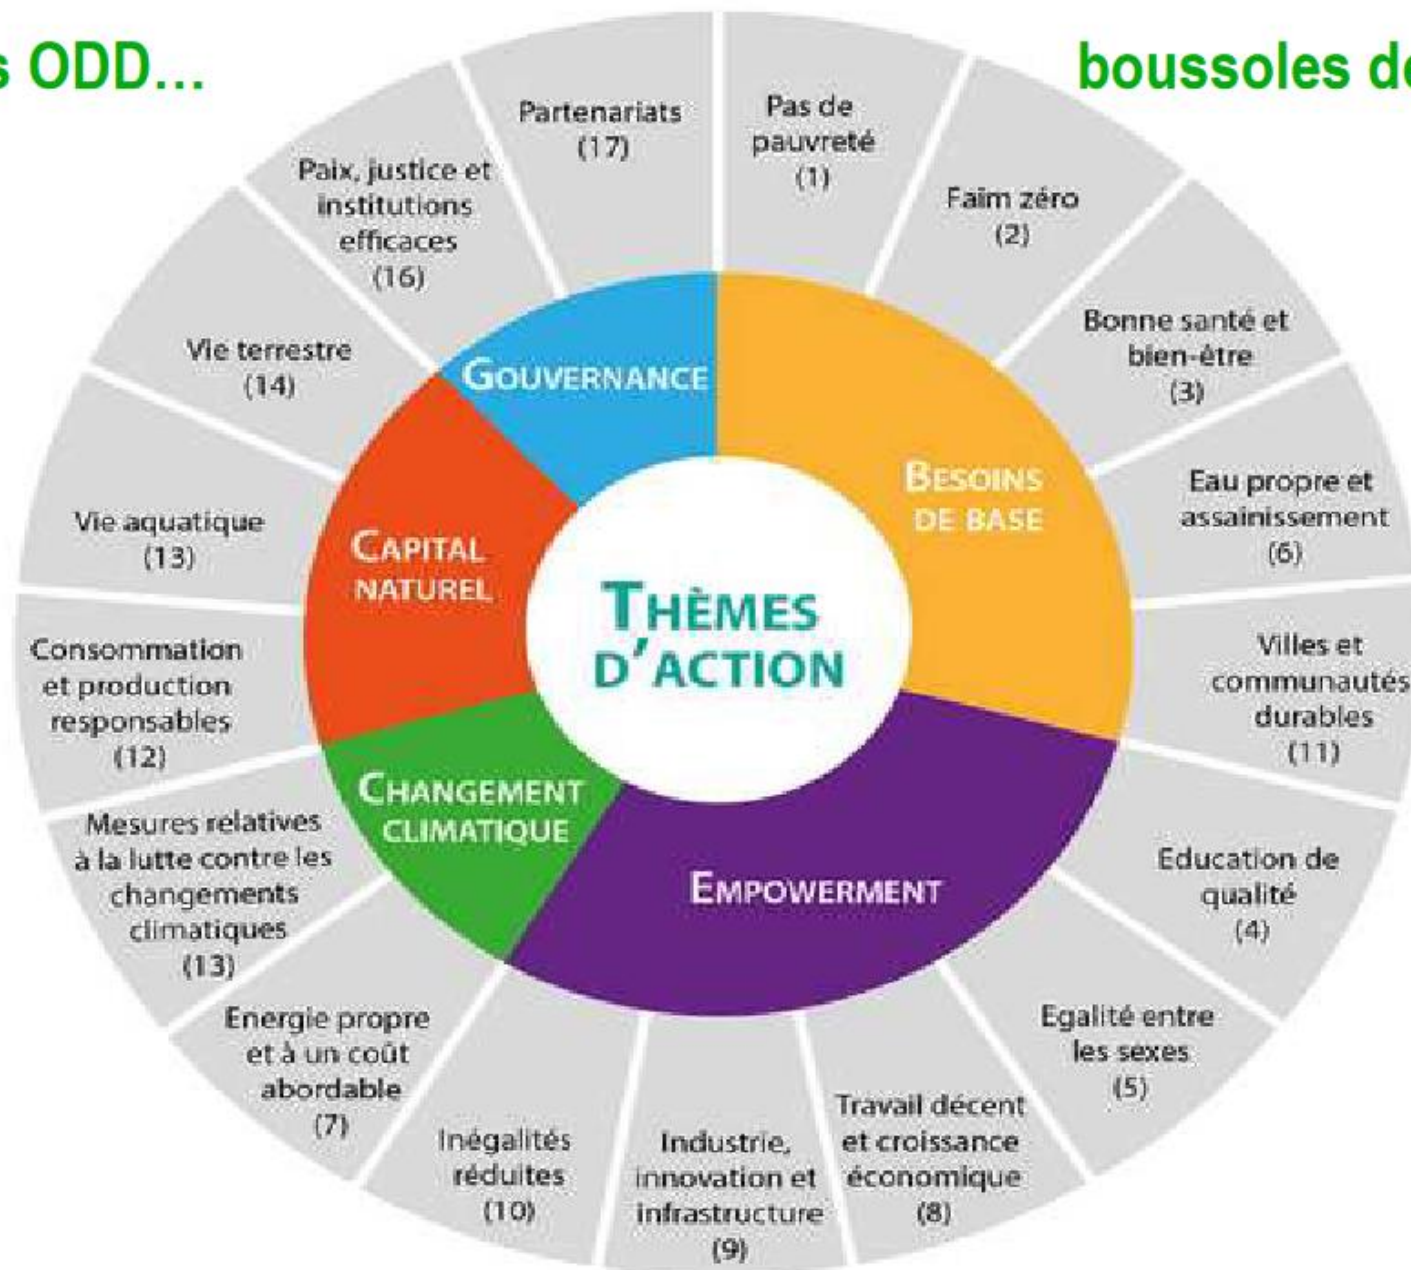 s ODD...
boussoles de
Partenariats
(17)
Pas de
pauvreté
(1)
Faim zéro
(2)
Bonne santé et
bien-être
(3)
Eau propre et
assainissement
(6)
Villes et
communautés
durables
(11)
Education de
qualité
(4)
Egalité entre
les sexes
(5)
Travail décent
et croissance
économique
(8)
Industrie,
innovation et
infrastructure
(9)
Inégalités
réduites
(10)
Energie propre
et à un coût
abordable
(7)
Mesures relatives
à la lutte contre les
changements
climatiques
(13)
Consommation
et production
responsables
(12)
Vie aquatique
(13)
Vie terrestre
(14)
Paix, justice et
institutions
efficaces
(16)
GOUVERNANCE
BESOINS
DE BASE
EMPOWERMENT
CHANGEMENT
CLIMATIQUE
CAPITAL
NATUREL
THÈMES
D'ACTION